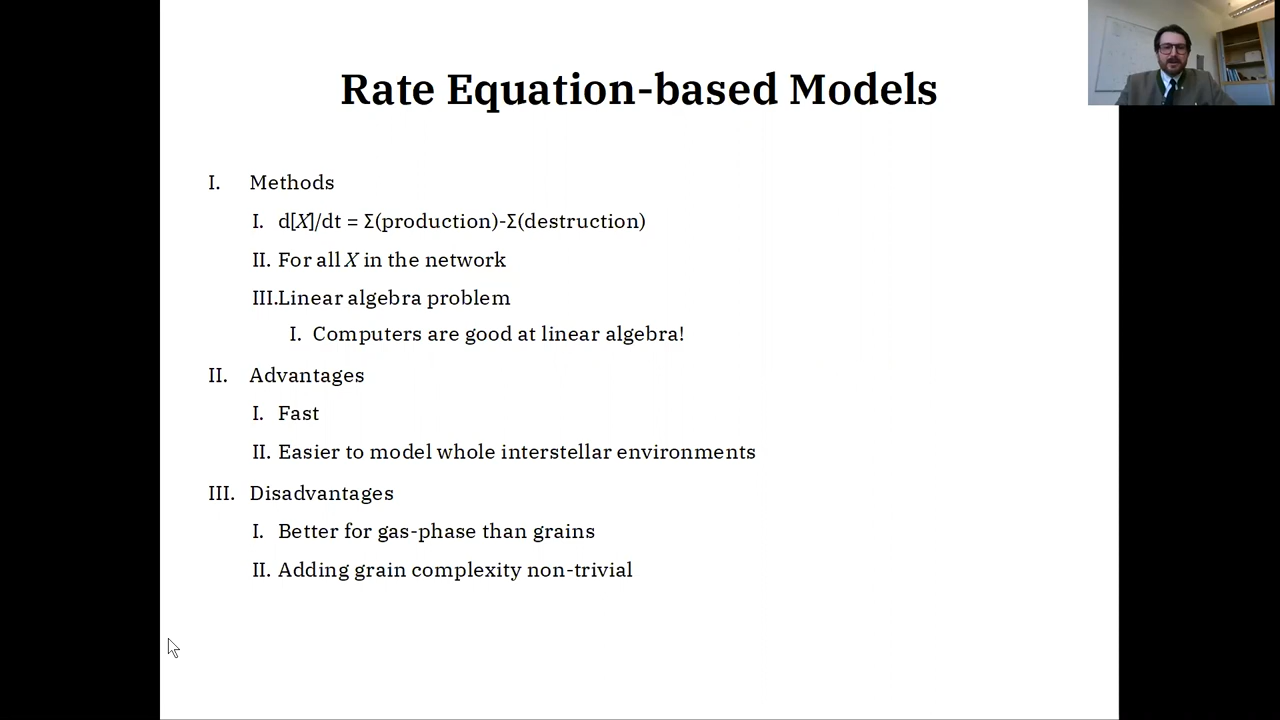 Rate Equation-based Models
I. Methods
I. d[X]/dt = Σ(production)-Σ(destruction)
II. For all X in the network
III.Linear algebra problem
I. Computers are good at linear algebra!
II. Advantages
I. Fast
II. Easier to model whole interstellar environments
III. Disadvantages
I. Better for gas-phase than grains
II. Adding grain complexity non-trivial